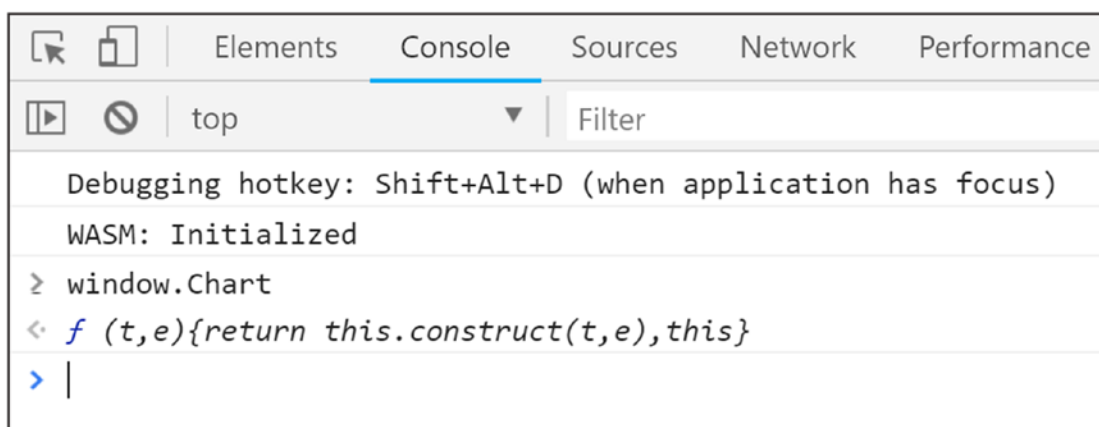 Elements Console Sources Network Performance
top Filter
Debugging hotkey: Shift+Alt+D (when application has focus)
WASM: Initialized
window.Chart
ƒ (t,e){return this.construct(t,e),this}